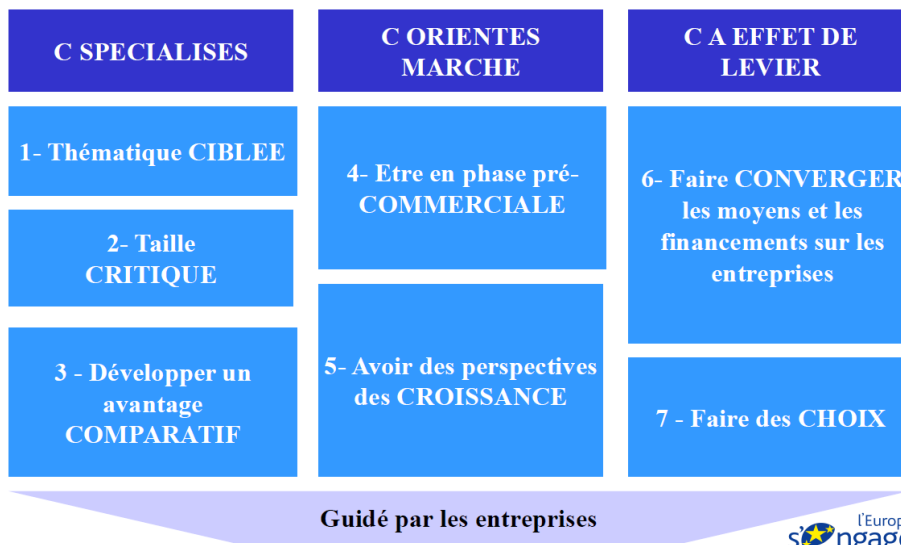 C SPECIALISES
C ORIENTES
MARCHE
C A EFFET DE
LEVIER
1- Thématique CIBLEE
2- Taille
CRITIQUE
3 - Développer un
avantage
COMPARATIF
4- Etre en phase pré-
COMMERCIALE
5- Avoir des perspectives
des CROISSANCE
6- Faire CONVERGER
les moyens et les
financements sur les
entreprises
7 - Faire des CHOIX
Guidé par les entreprises
l'Europ
s'engage